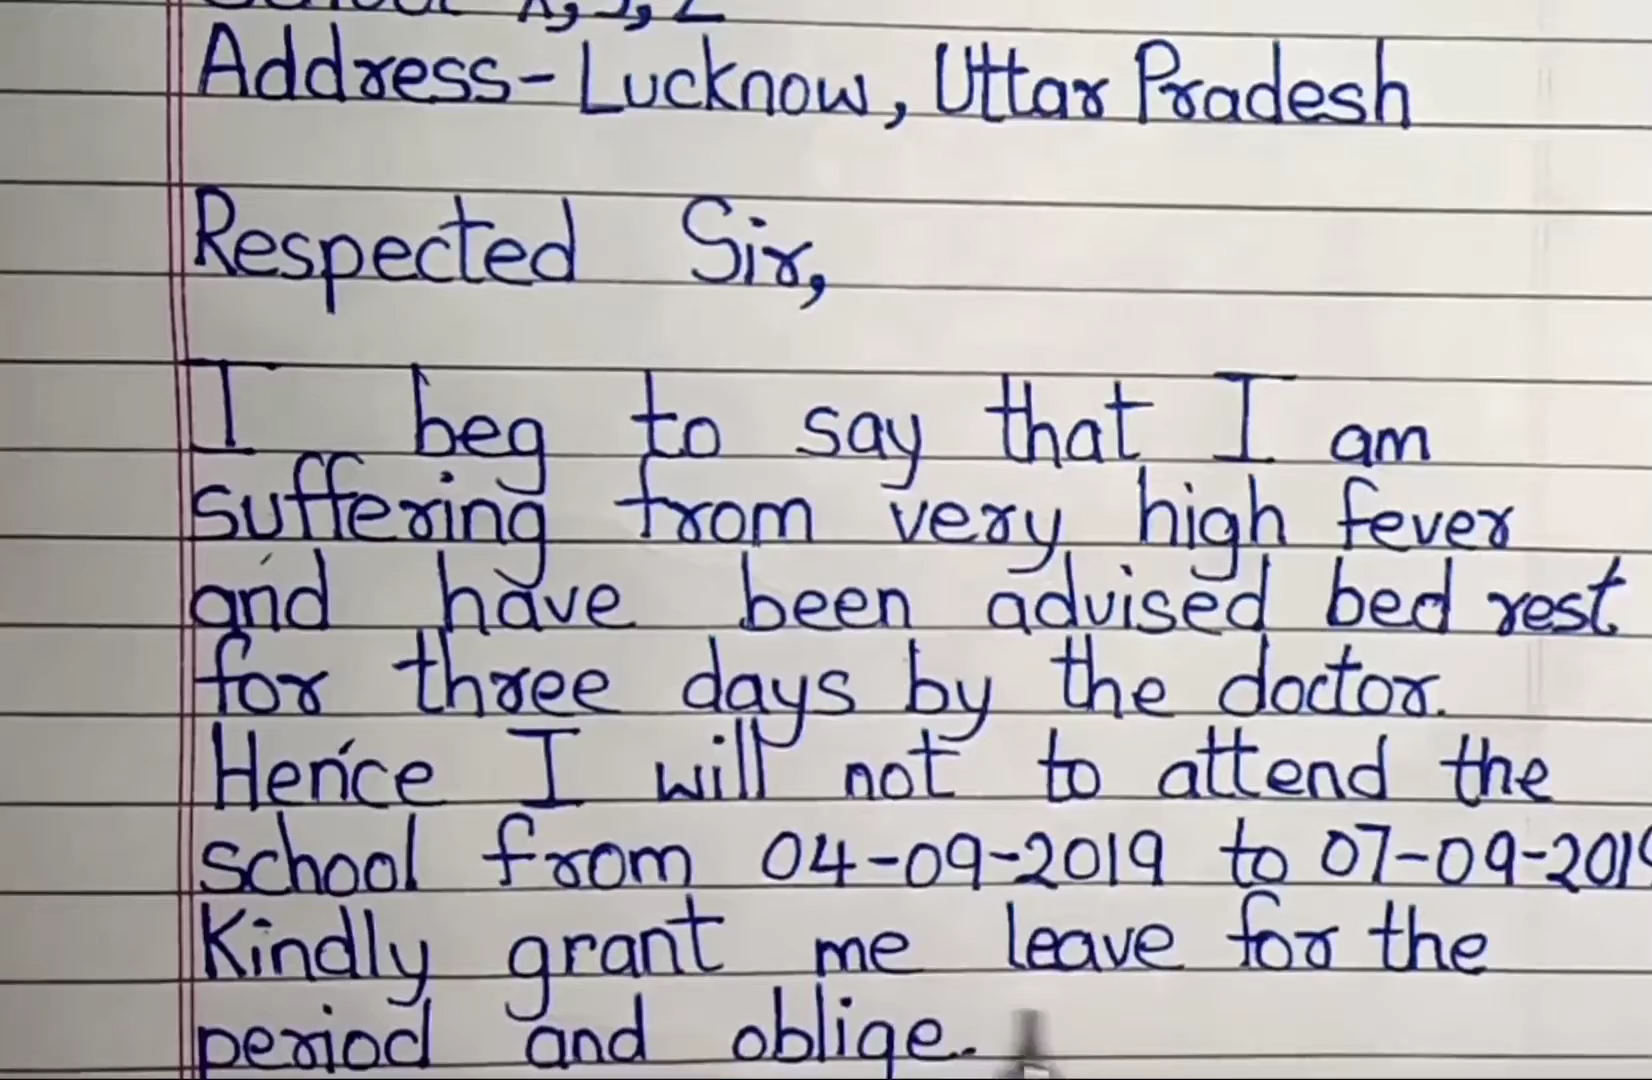 Address- Lucknow, Uttar Pradesh
Respected Sir,
I beg to say that I am
suffering from very high fever
and have been advised bed rest
for three days by the doctor.
Hence I will not to attend the
school from 04-09-2019 to 07-09-2019
Kindly grant me leave for the
period and oblige.